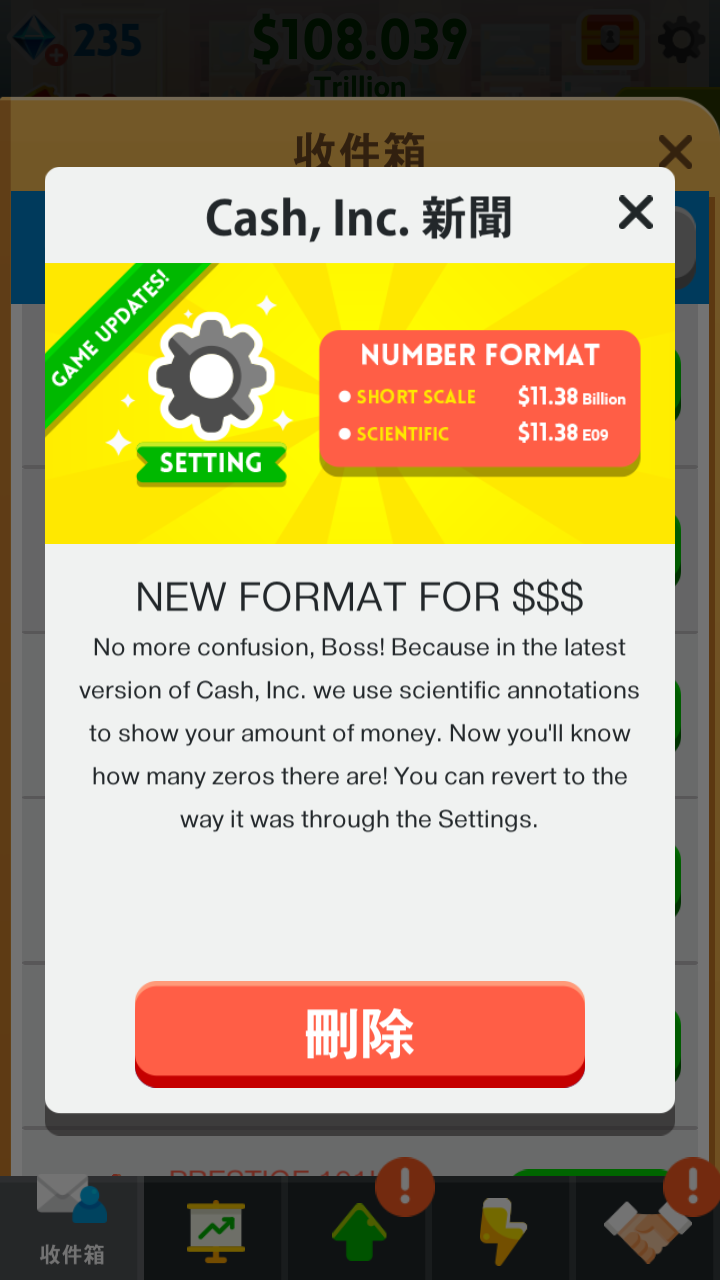 235
$108.039
Trillion
收件箱
Cash, Inc. 新聞
GAME UPDATES!
SETTING
NUMBER FORMAT
SHORT SCALE $11.38 Billion
SCIENTIFIC $11.38 E09
NEW FORMAT FOR $$$
No more confusion, Boss! Because in the latest
version of Cash, Inc. we use scientific annotations
to show your amount of money. Now you'll know
how many zeros there are! You can revert to the
way it was through the Settings.
刪除
PRESTIGE 101!
收件箱